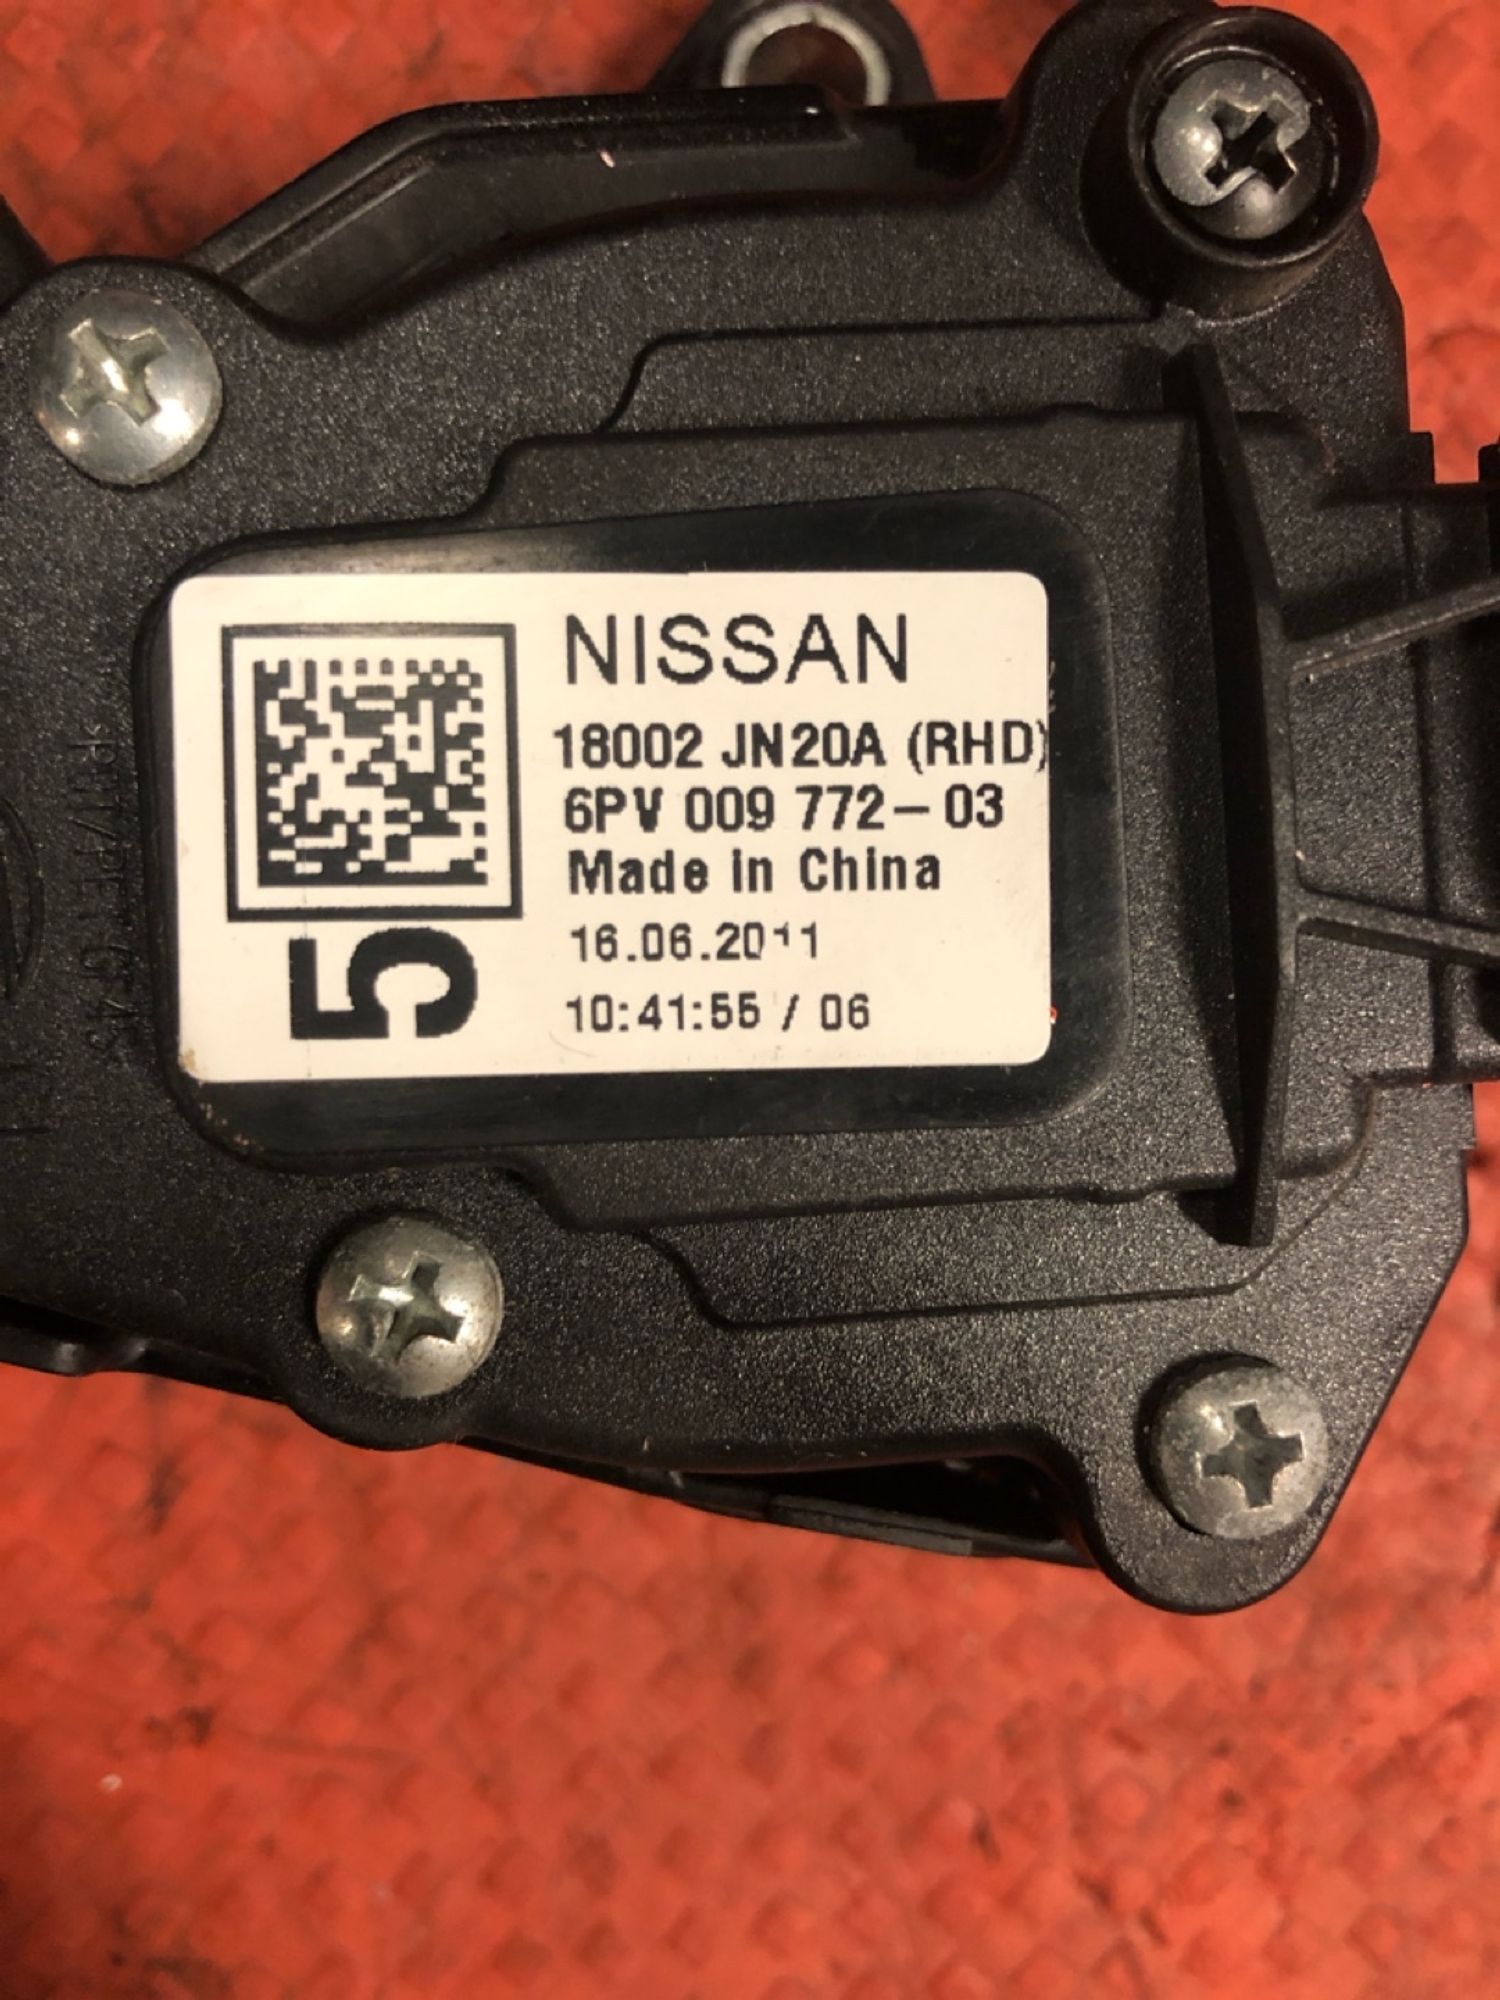 NISSAN
18002 JN20A (RHD)
6PV 009 772-03
Made in China
16.06.2011
10:41:55 / 06
5